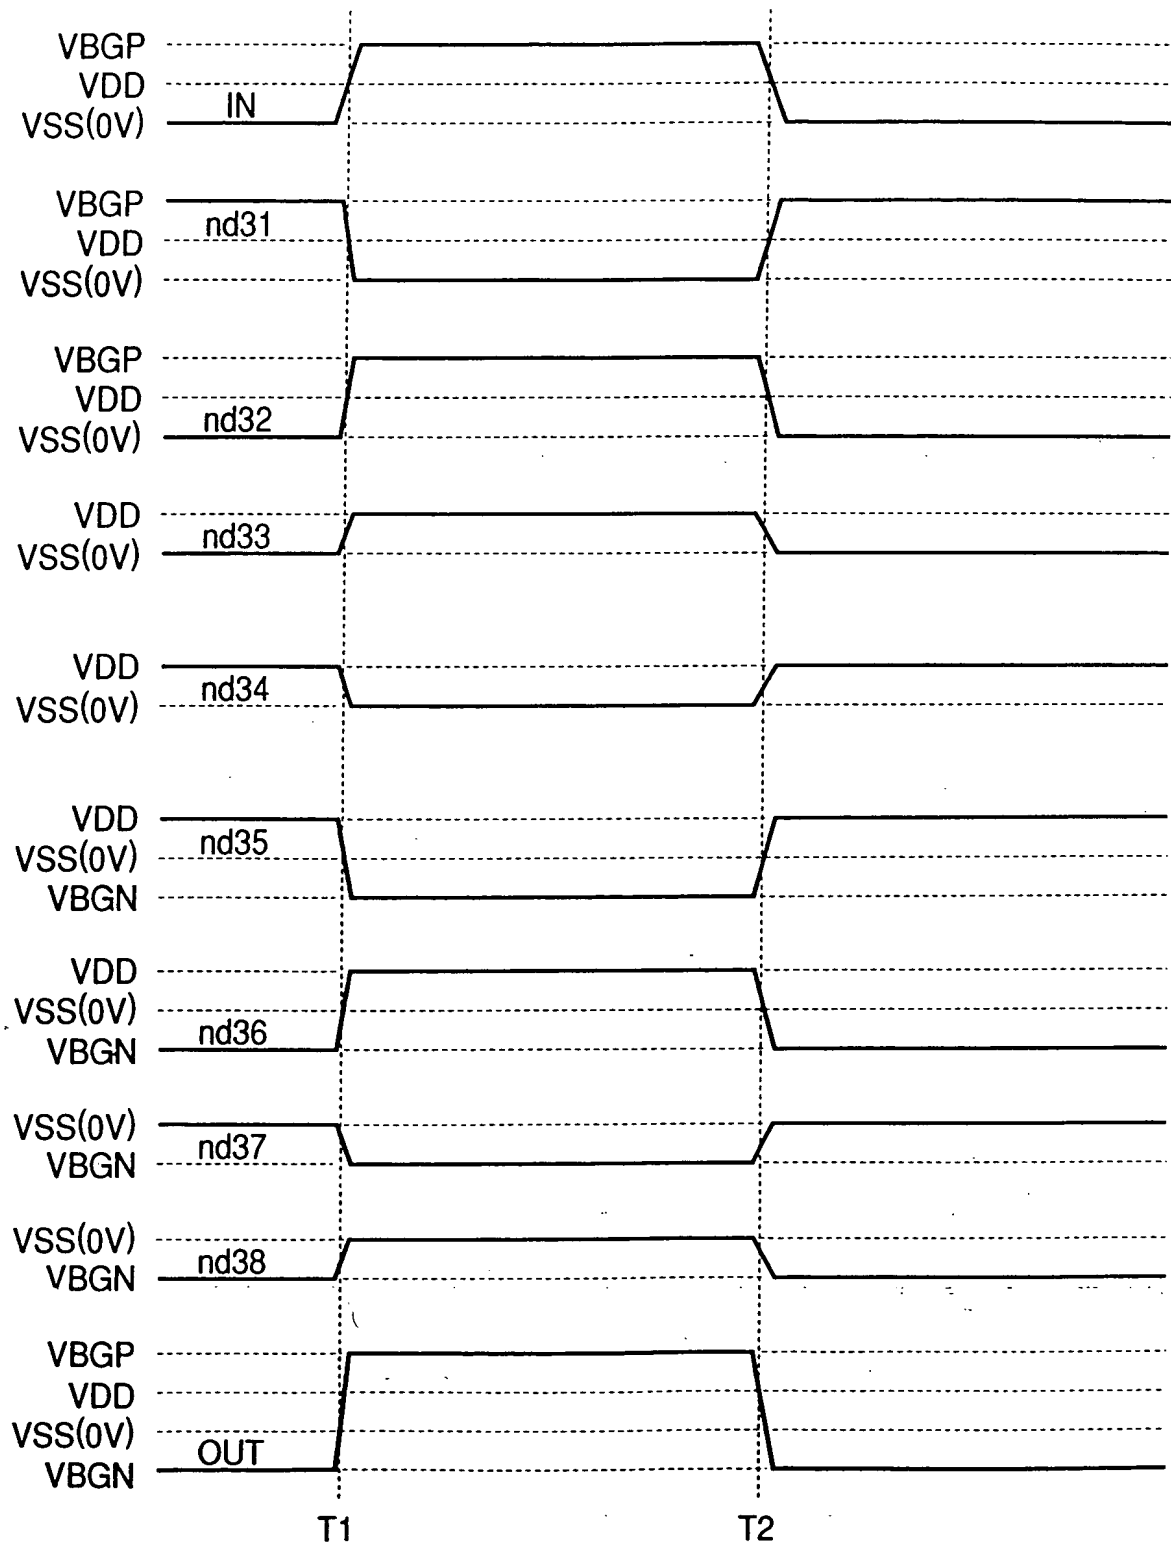 VBGP
VDD
IN
VSS(0V)
VBGP
nd31
VDD
VSS(0V)
VBGP
VDD
nd32
VSS(0V)
VDD
nd33
VSS(0V)
VDD
nd34
VSS(0V)
VDD
nd35
VSS(0V)
VBGN
VDD
VSS(0V)
nd36
VBGN
VSS(0V)
nd37
VBGN
VSS(0V)
nd38
VBGN
VBGP
VDD
VSS(0V)
OUT
VBGN
T1 T2